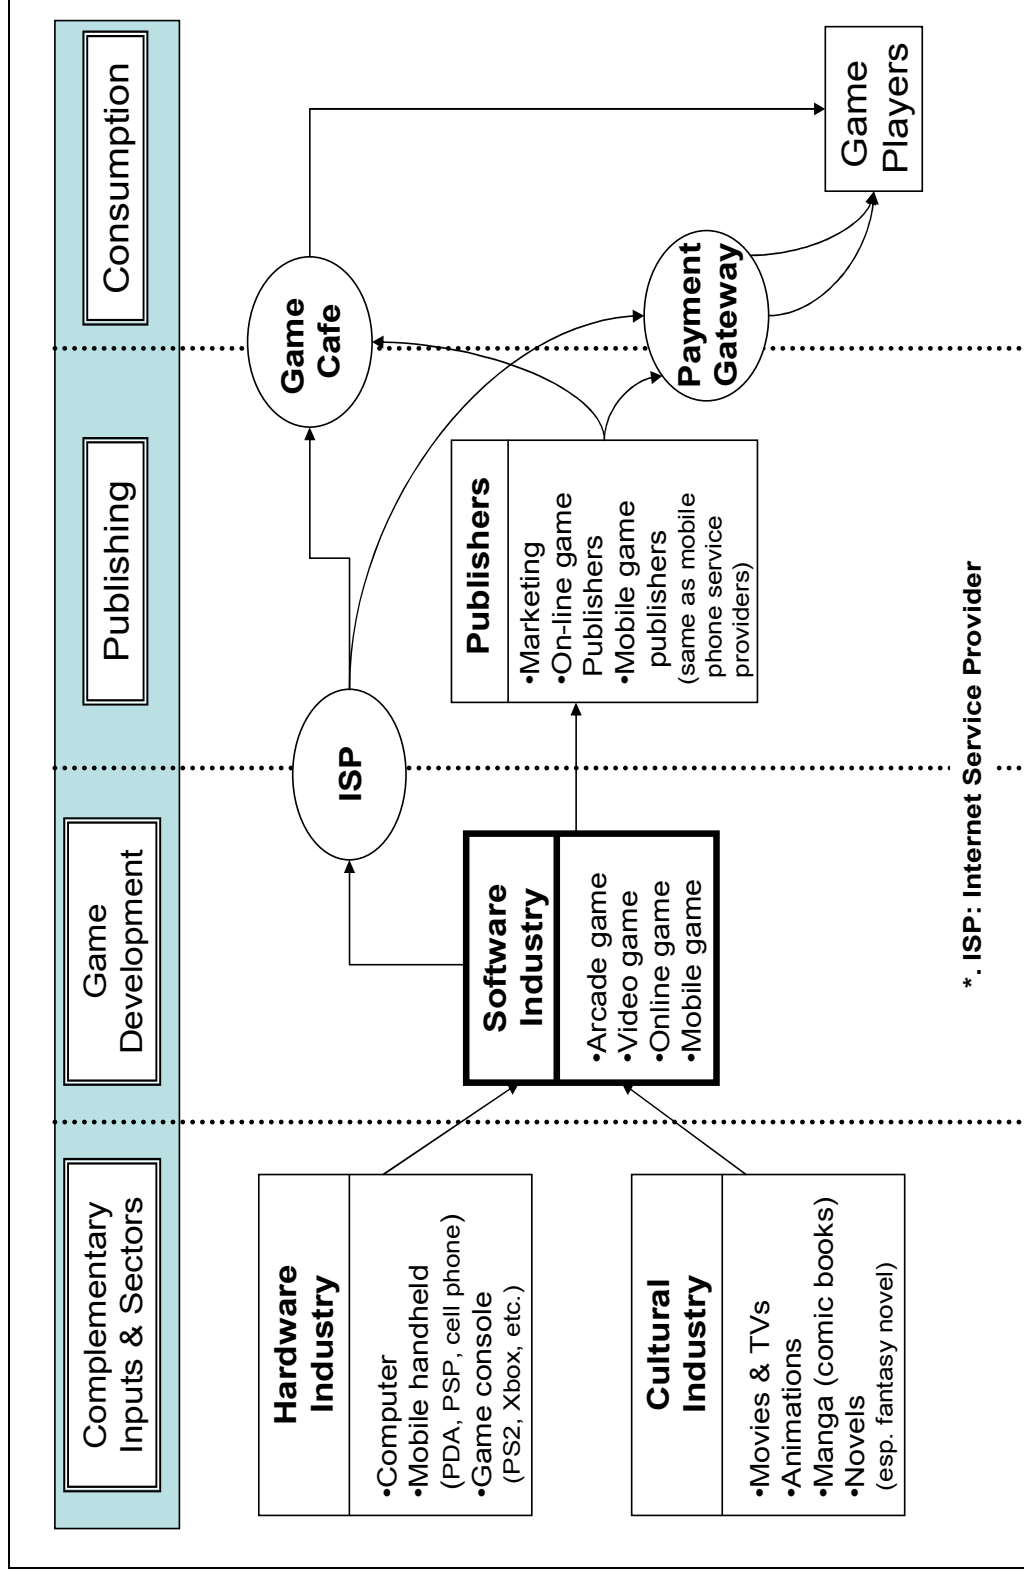 Complementary
Inputs & Sectors
Game
Development
Publishing
Consumption
Hardware
Industry
•Computer
•Mobile handheld
(PDA, PSP, cell phone)
•Game console
(PS2, Xbox, etc.)
Cultural
Industry
•Movies & TVs
•Animations
•Manga (comic books)
•Novels
(esp. fantasy novel)
Software
Industry
•Arcade game
•Video game
•Online game
•Mobile game
ISP
Publishers
•Marketing
•On-line game
Publishers
•Mobile game
publishers
(same as mobile
phone service
providers)
Game
Cafe
Payment
Gateway
Game
Players
*. ISP: Internet Service Provider